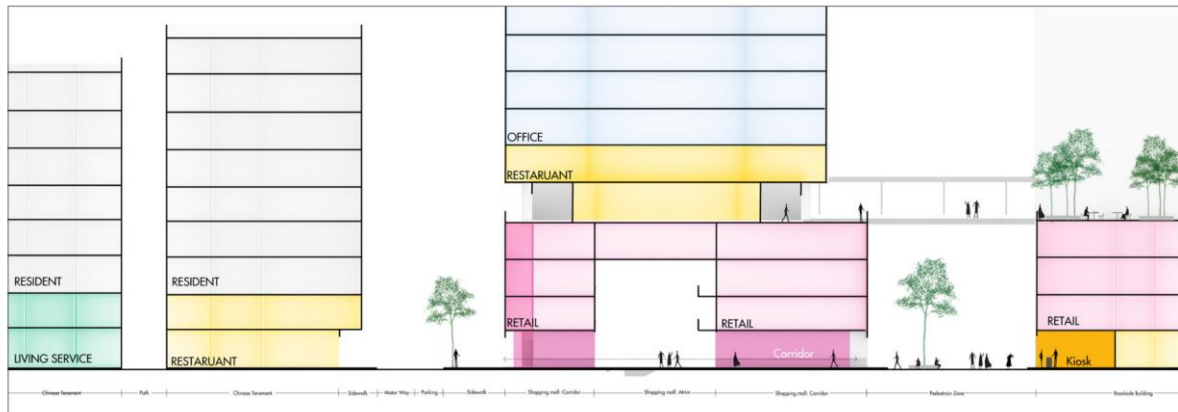 OFFICE
RESTARUANT
RESIDENT
RESIDENT
RETAIL
RETAIL
RETAIL
LIVING SERVICE
RESTARUANT
Corridor
Kiosk
Chinese Tenement
Path
Chinese Tenement
Sidewalk
Motor Way
Parking
Sidewalk
Shopping mall: Corridor
Shopping mall: Atrim
Shopping mall: Corridor
Pedestrain Zone
Roadside Building